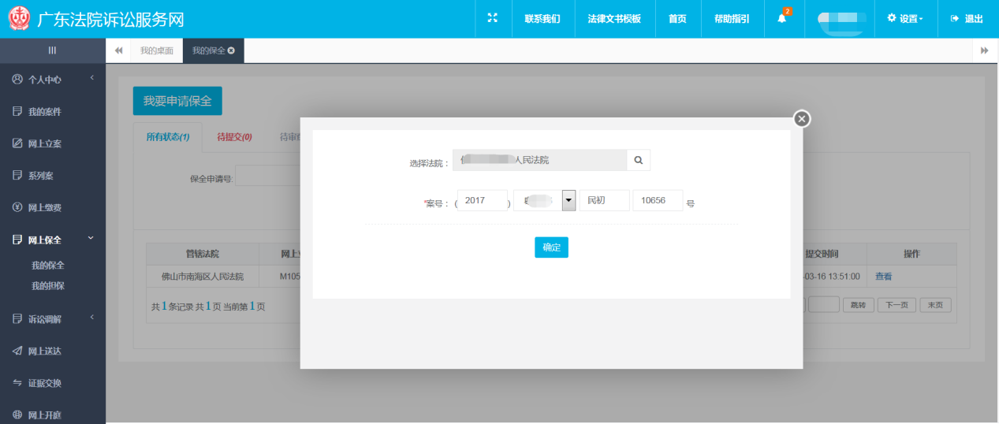 广东法院诉讼服务网
联系我们 法律文书模板 首页 帮助指引 2 设置 退出
我的桌面 我的保全
个人中心
我的案件
网上立案
系列案
网上缴费
网上保全
我的保全
我的担保
诉讼调解
网上送达
证据交换
网上开庭
我要申请保全
所有状态(1) 待提交(0) 待审
保全申请号:
管辖法院 网上 提交时间 操作
佛山市南海区人民法院 M105 -03-16 13:51:00 查看
共1条记录 共1页 当前第1页 跳转 下一页 末页
选择法院: 人民法院
*案号: (2017) 民初 10656 号
确定